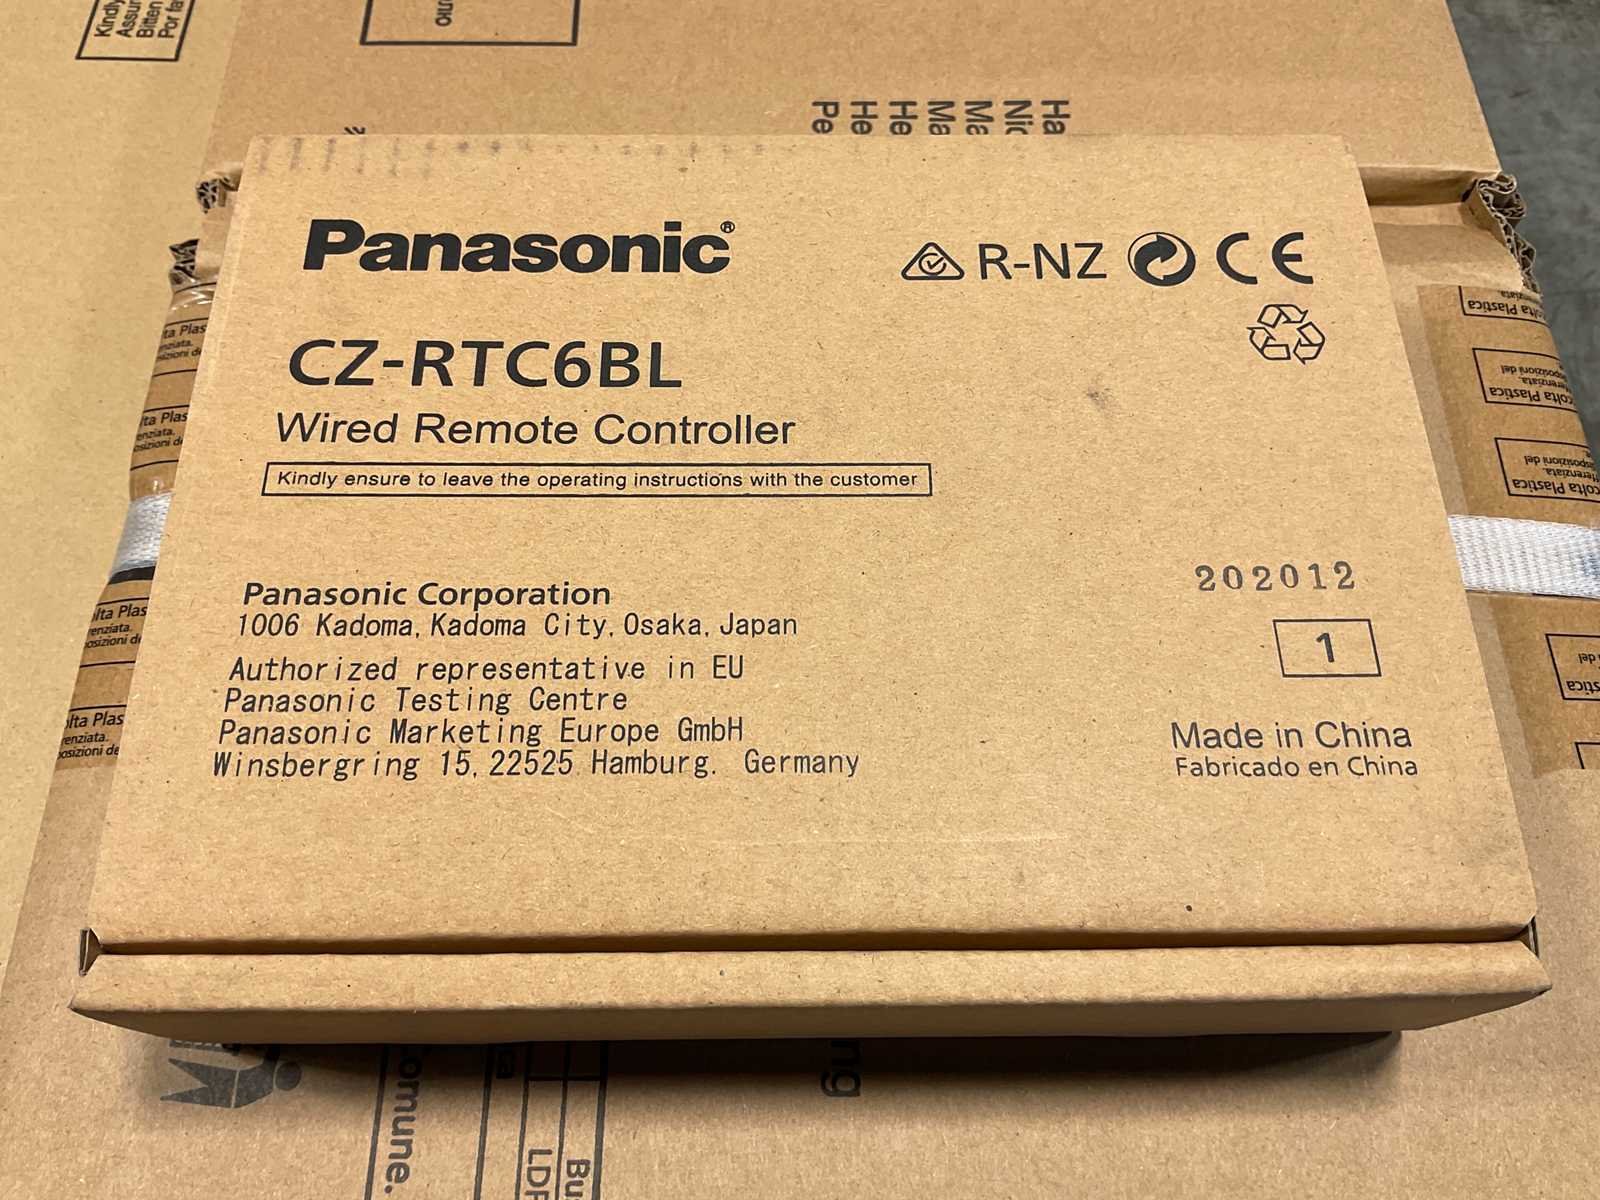 Panasonic®
R-NZ CE
CZ-RTC6BL
Wired Remote Controller
Kindly ensure to leave the operating instructions with the customer
Panasonic Corporation
1006 Kadoma, Kadoma City, Osaka, Japan
Authorized representative in EU
Panasonic Testing Centre
Panasonic Marketing Europe GmbH
Winsbergring 15, 22525 Hamburg. Germany
202012
1
Made in China
Fabricado en China